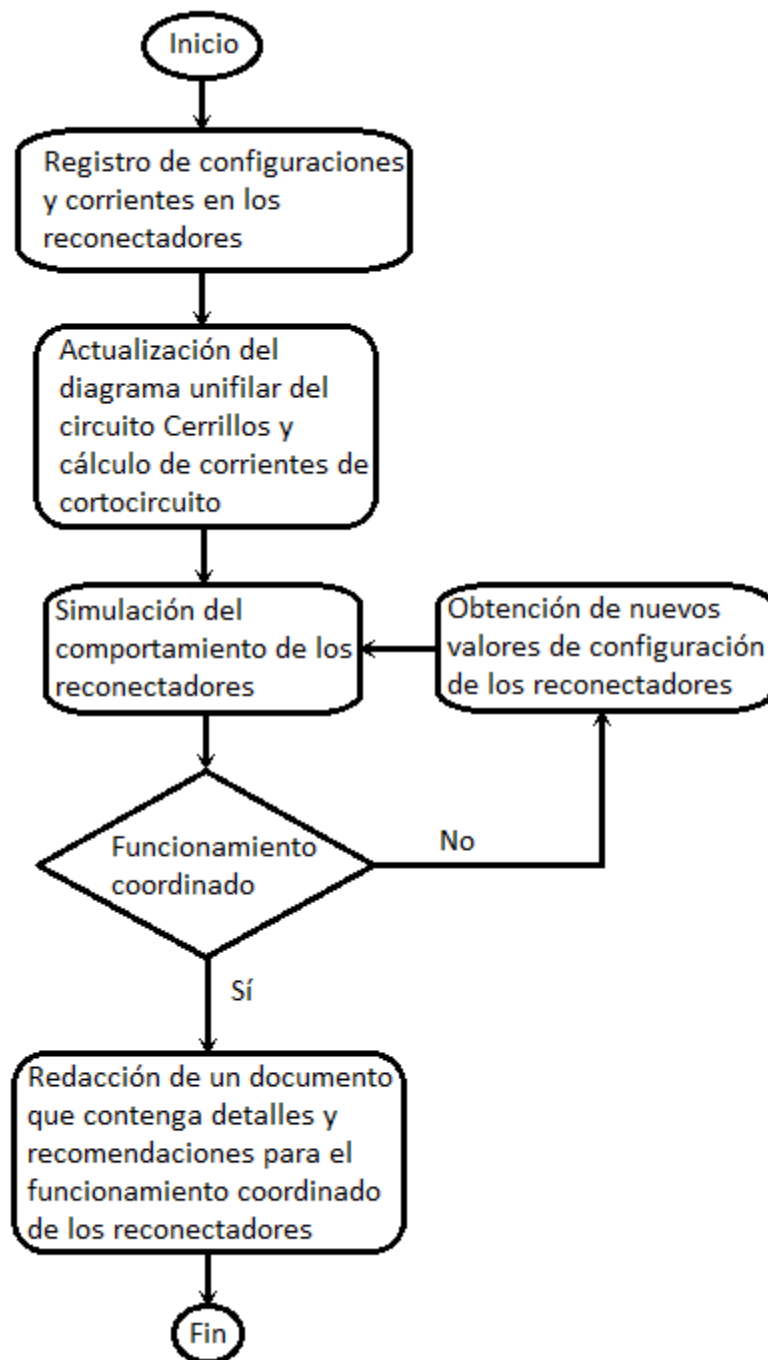 Inicio
Registro de configuraciones
y corrientes en los
reconectadores
Actualización del
diagrama unifilar del
circuito Cerrillos y
cálculo de corrientes de
cortocircuito
Simulación del
comportamiento de los
reconectadores
Obtención de nuevos
valores de configuración
de los reconectadores
Funcionamiento
coordinado
No
Sí
Redacción de un documento
que contenga detalles y
recomendaciones para el
funcionamiento coordinado
de los reconectadores
Fin